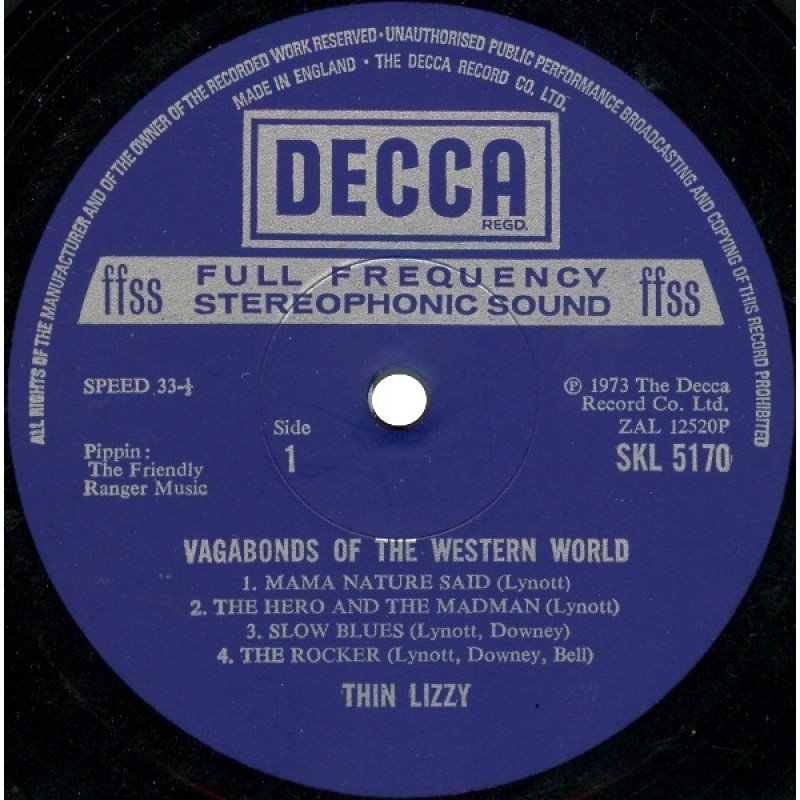 ALL RIGHTS OF THE MANUFACTURER AND OF THE OWNER OF THE RECORDED WORK RESERVED · UNAUTHORISED PUBLIC PERFORMANCE BROADCASTING AND COPYING OF THIS RECORD PROHIBITED
MADE IN ENGLAND · THE DECCA RECORD CO. LTD.
DECCA
REGD.
ffss FULL FREQUENCY STEREOPHONIC SOUND ffss
SPEED 33⅓
℗ 1973 The Decca
Record Co. Ltd.
ZAL 12520P
SKL 5170
Side
1
Pippin :
The Friendly
Ranger Music
VAGABONDS OF THE WESTERN WORLD
1. MAMA NATURE SAID (Lynott)
2. THE HERO AND THE MADMAN (Lynott)
3. SLOW BLUES (Lynott, Downey)
4. THE ROCKER (Lynott, Downey, Bell)
THIN LIZZY